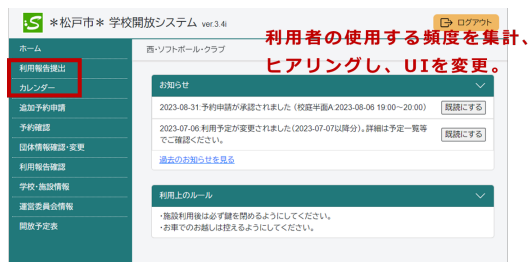 *松戸市* 学校開放システム ver.3.4i
ログアウト
利用者の使用する頻度を集計、
ヒアリングし、UIを変更。
ホーム
利用報告提出
カレンダー
追加予約申請
予約確認
団体情報確認・変更
利用報告確認
学校・施設情報
運営委員会情報
開放予定表
西・ソフトボール・クラブ
お知らせ
2023-08-31:予約申請が承認されました（校庭半面A:2023-08-06 19:00～20:00） 既読にする
2023-07-06:利用予定が変更されました（2023-07-07以降分）。詳細は予定一覧等
でご確認ください。 既読にする
過去のお知らせを見る
利用上のルール
・施設利用後は必ず鍵を閉めるようにしてください。
・お車でのお越しは控えるようにしてください。